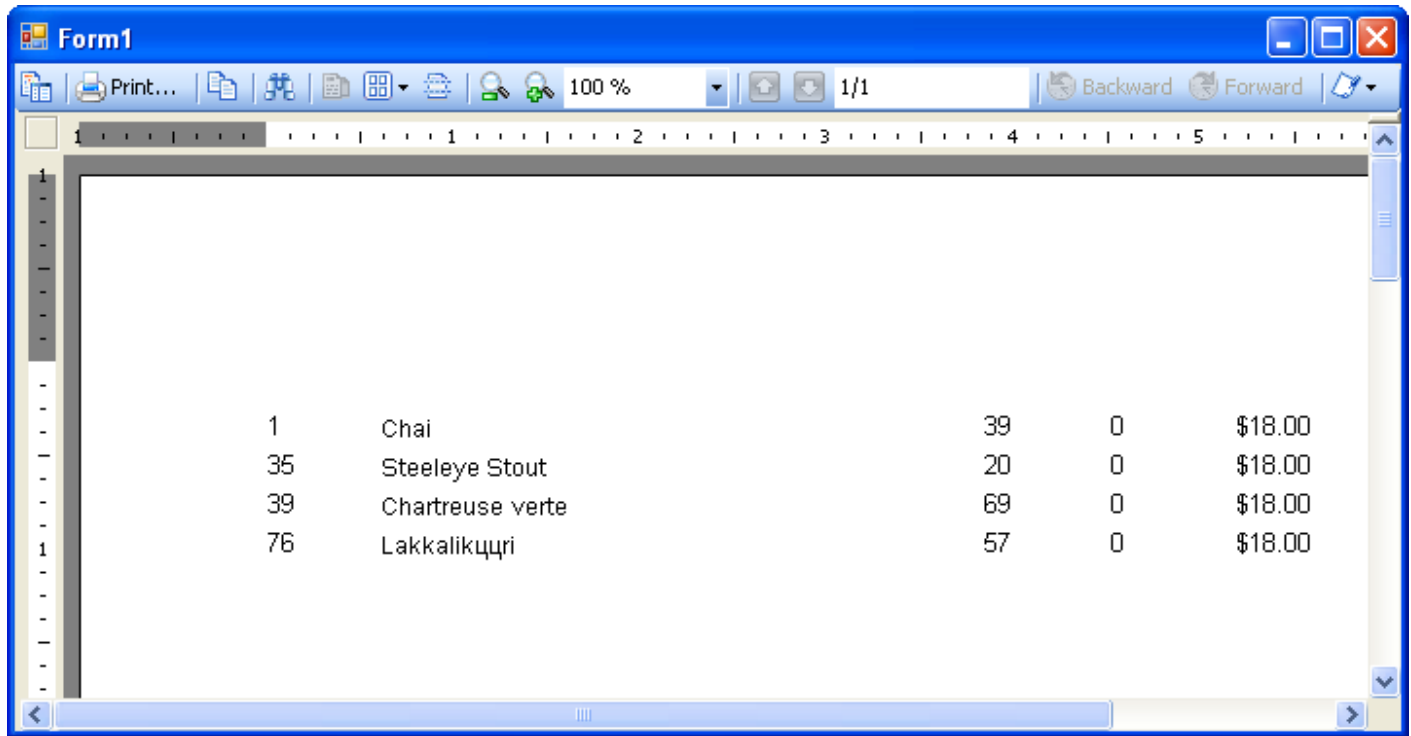 Form1
Print... 100 % 1/1 Backward Forward
1 1 2 3 4 5
1
1 Chai 39 0 $18.00
35 Steeleye Stout 20 0 $18.00
39 Chartreuse verte 69 0 $18.00
76 Lakkalikццri 57 0 $18.00
1